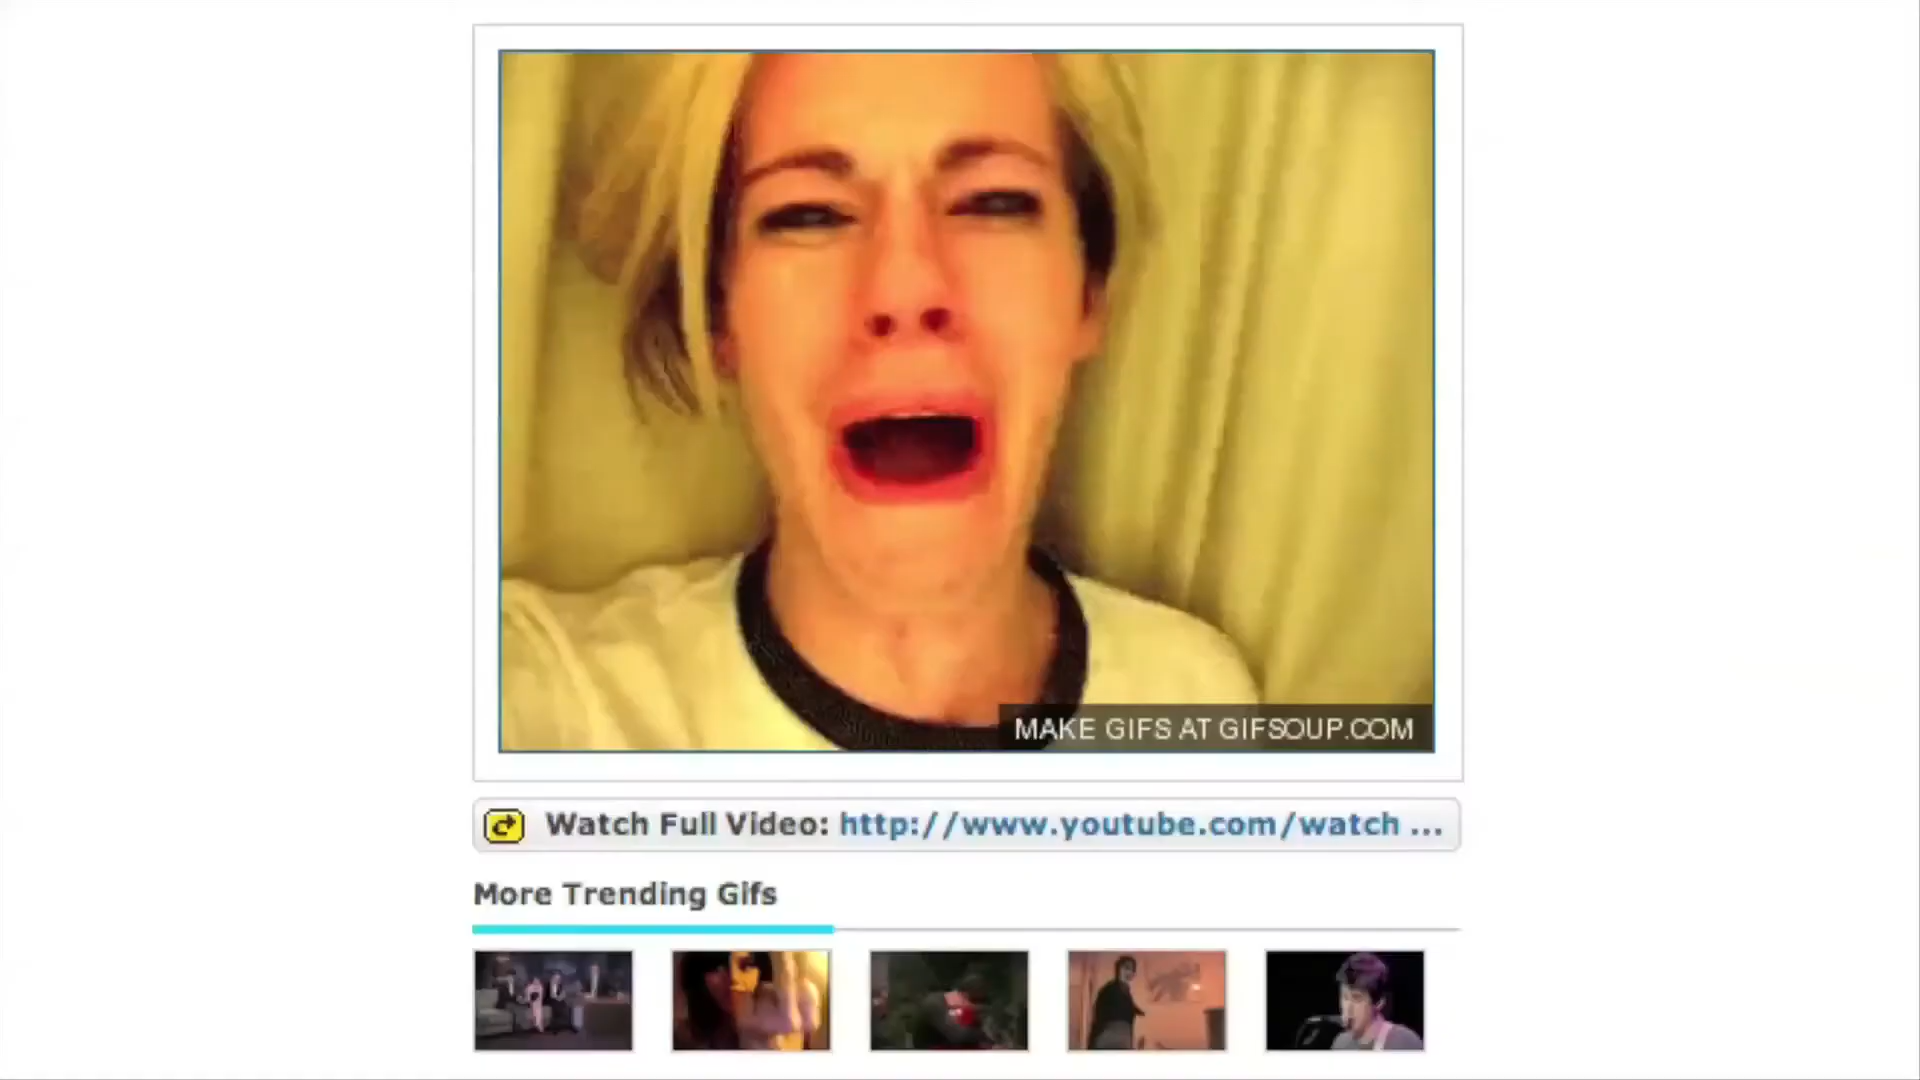 MAKE GIFS AT GIFSOUP.COM
Watch Full Video: http://www.youtube.com/watch ...
More Trending Gifs